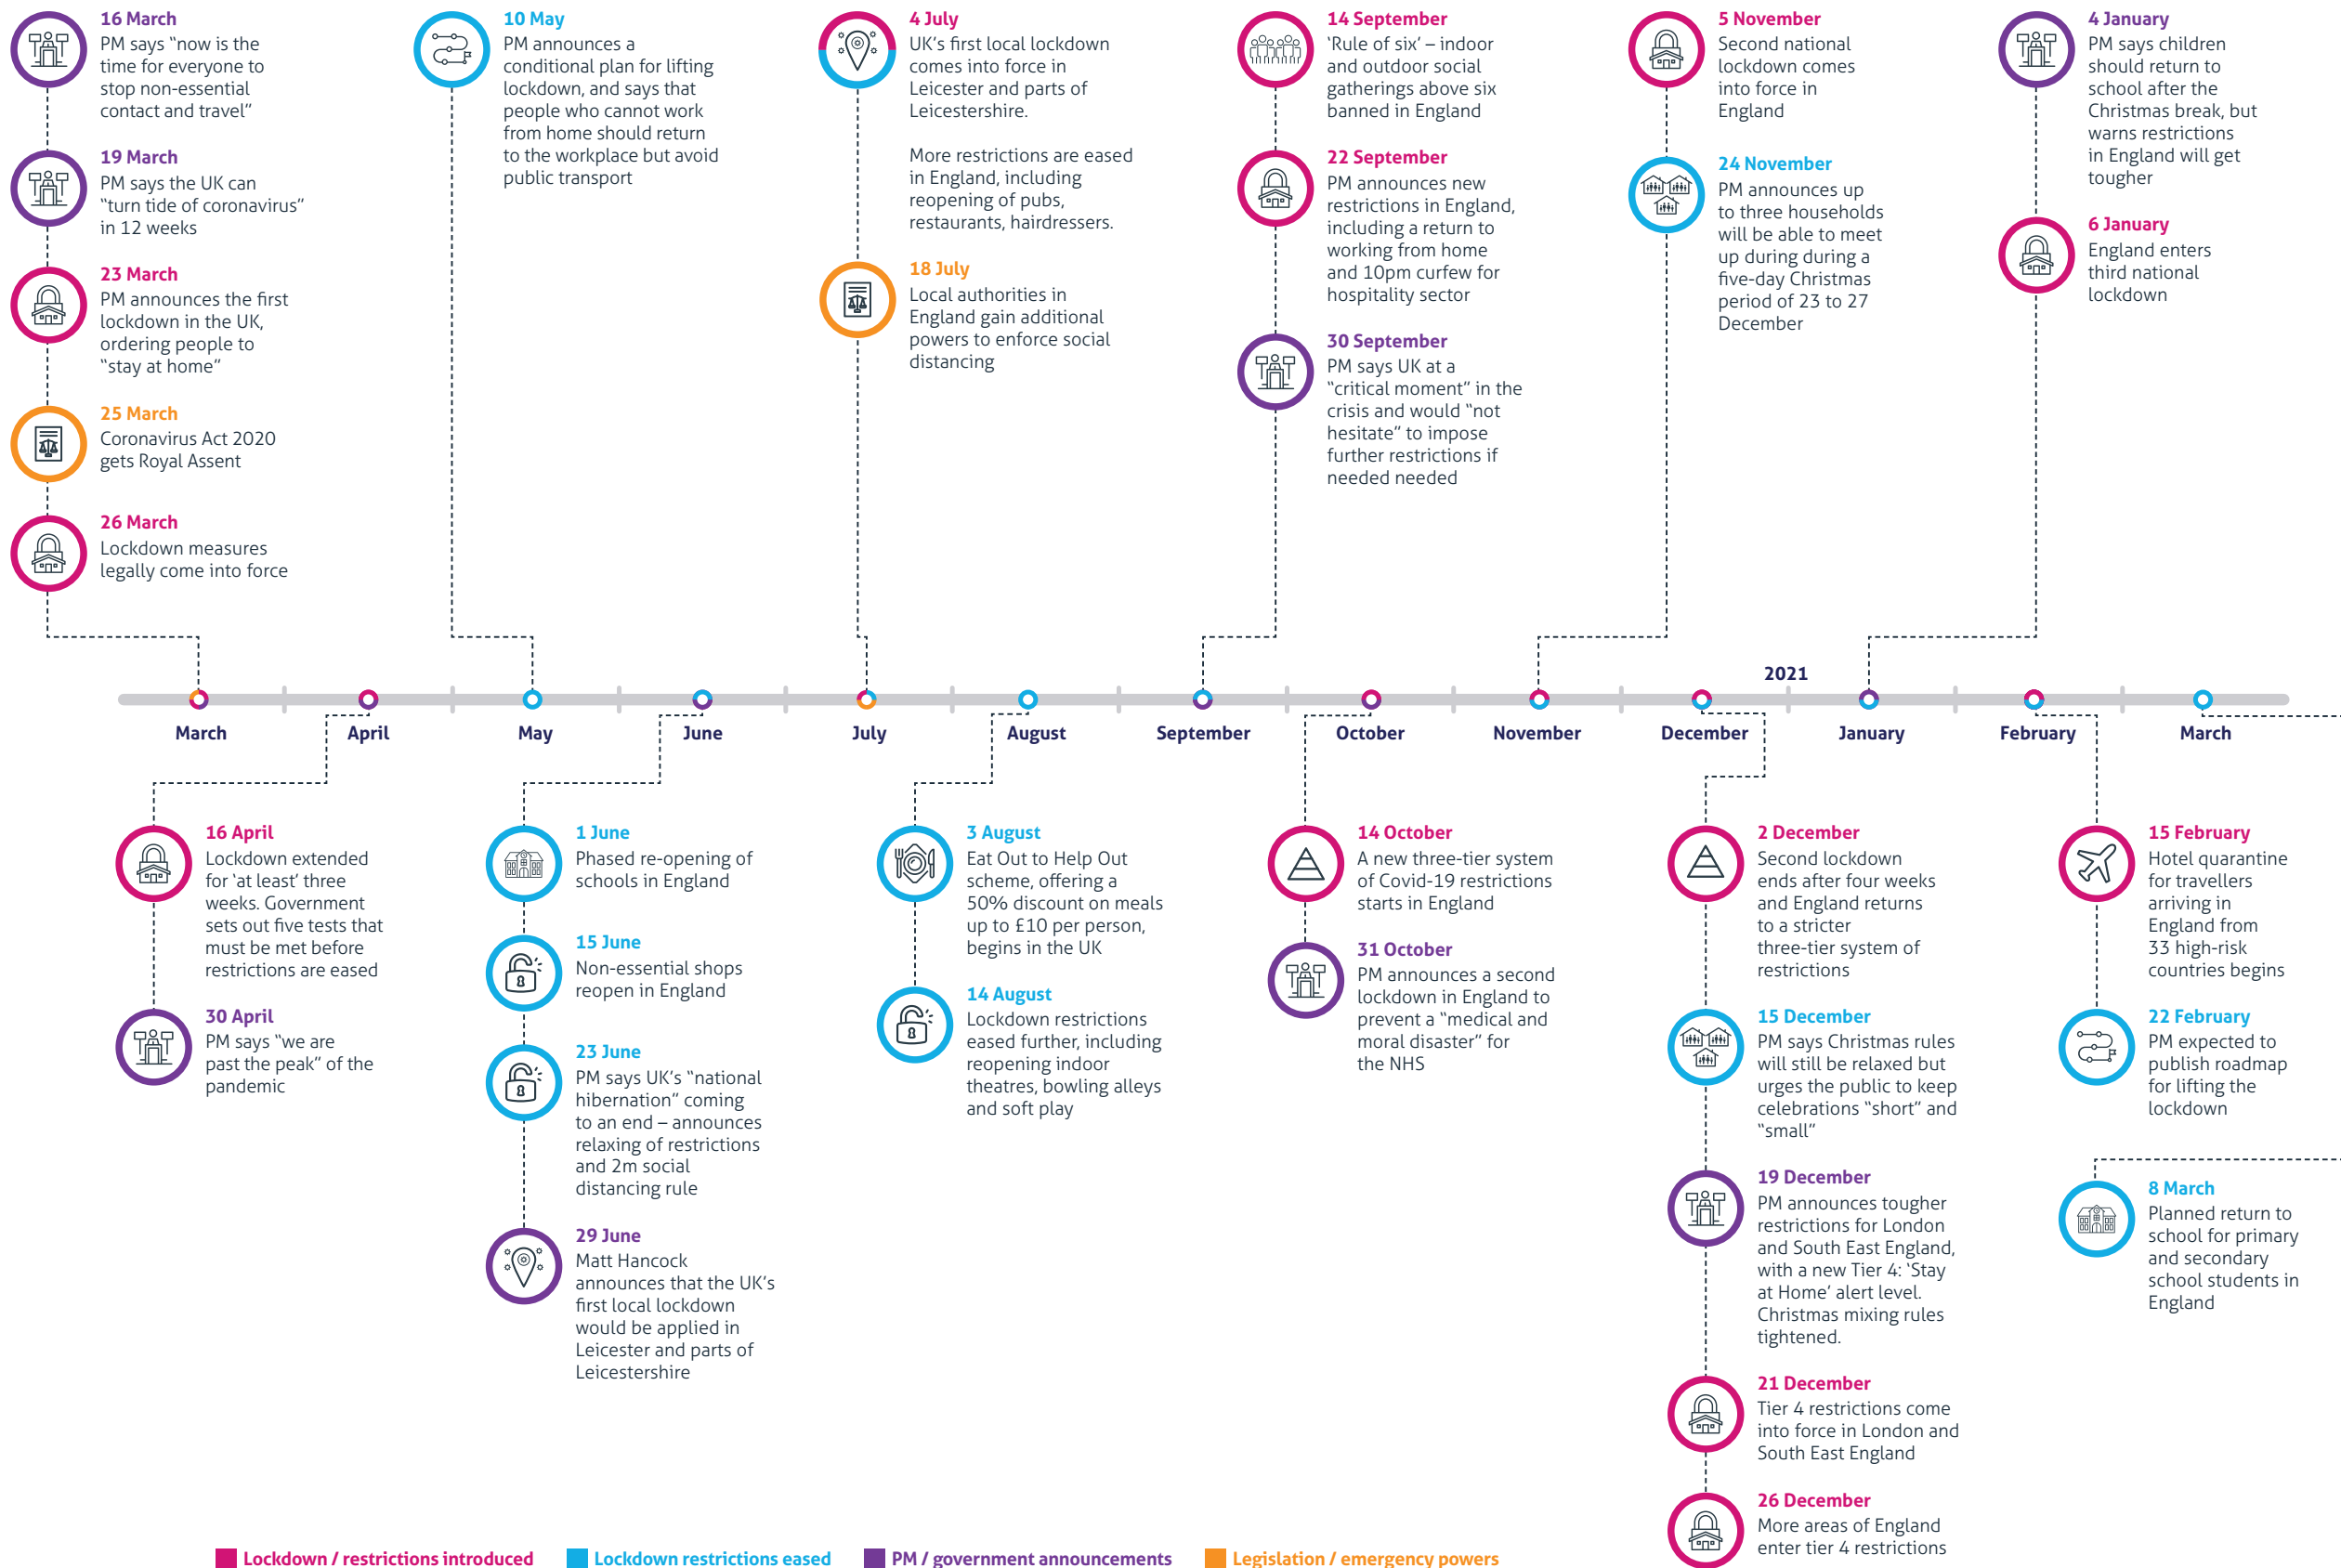 16 March
PM says “now is the
time for everyone to
stop non-essential
contact and travel”
19 March
PM says the UK can
“turn tide of coronavirus”
in 12 weeks
23 March
PM announces the first
lockdown in the UK,
ordering people to
“stay at home”
25 March
Coronavirus Act 2020
gets Royal Assent
26 March
Lockdown measures
legally come into force
10 May
PM announces a
conditional plan for lifting
lockdown, and says that
people who cannot work
from home should return
to the workplace but avoid
public transport
4 July
UK’s first local lockdown
comes into force in
Leicester and parts of
Leicestershire.
More restrictions are eased
in England, including
reopening of pubs,
restaurants, hairdressers.
18 July
Local authorities in
England gain additional
powers to enforce social
distancing
14 September
‘Rule of six’ – indoor
and outdoor social
gatherings above six
banned in England
22 September
PM announces new
restrictions in England,
including a return to
working from home
and 10pm curfew for
hospitality sector
30 September
PM says UK at a
“critical moment” in the
crisis and would “not
hesitate” to impose
further restrictions if
needed needed
5 November
Second national
lockdown comes
into force in
England
24 November
PM announces up
to three households
will be able to meet
up during during a
five-day Christmas
period of 23 to 27
December
4 January
PM says children
should return to
school after the
Christmas break, but
warns restrictions
in England will get
tougher
6 January
England enters
third national
lockdown
2021
March
April
May
June
July
August
September
October
November
December
January
February
March
16 April
Lockdown extended
for ‘at least’ three
weeks. Government
sets out five tests that
must be met before
restrictions are eased
30 April
PM says “we are
past the peak” of the
pandemic
1 June
Phased re-opening of
schools in England
15 June
Non-essential shops
reopen in England
23 June
PM says UK’s “national
hibernation” coming
to an end – announces
relaxing of restrictions
and 2m social
distancing rule
29 June
Matt Hancock
announces that the UK’s
first local lockdown
would be applied in
Leicester and parts of
Leicestershire
3 August
Eat Out to Help Out
scheme, offering a
50% discount on meals
up to £10 per person,
begins in the UK
14 August
Lockdown restrictions
eased further, including
reopening indoor
theatres, bowling alleys
and soft play
14 October
A new three-tier system
of Covid-19 restrictions
starts in England
31 October
PM announces a second
lockdown in England to
prevent a “medical and
moral disaster” for
the NHS
2 December
Second lockdown
ends after four weeks
and England returns
to a stricter
three-tier system of
restrictions
15 December
PM says Christmas rules
will still be relaxed but
urges the public to keep
celebrations “short” and
“small”
19 December
PM announces tougher
restrictions for London
and South East England,
with a new Tier 4: ‘Stay
at Home’ alert level.
Christmas mixing rules
tightened.
21 December
Tier 4 restrictions come
into force in London and
South East England
26 December
More areas of England
enter tier 4 restrictions
15 February
Hotel quarantine
for travellers
arriving in
England from
33 high-risk
countries begins
22 February
PM expected to
publish roadmap
for lifting the
lockdown
8 March
Planned return to
school for primary
and secondary
school students in
England
Lockdown / restrictions introduced
Lockdown restrictions eased
PM / government announcements
Legislation / emergency powers